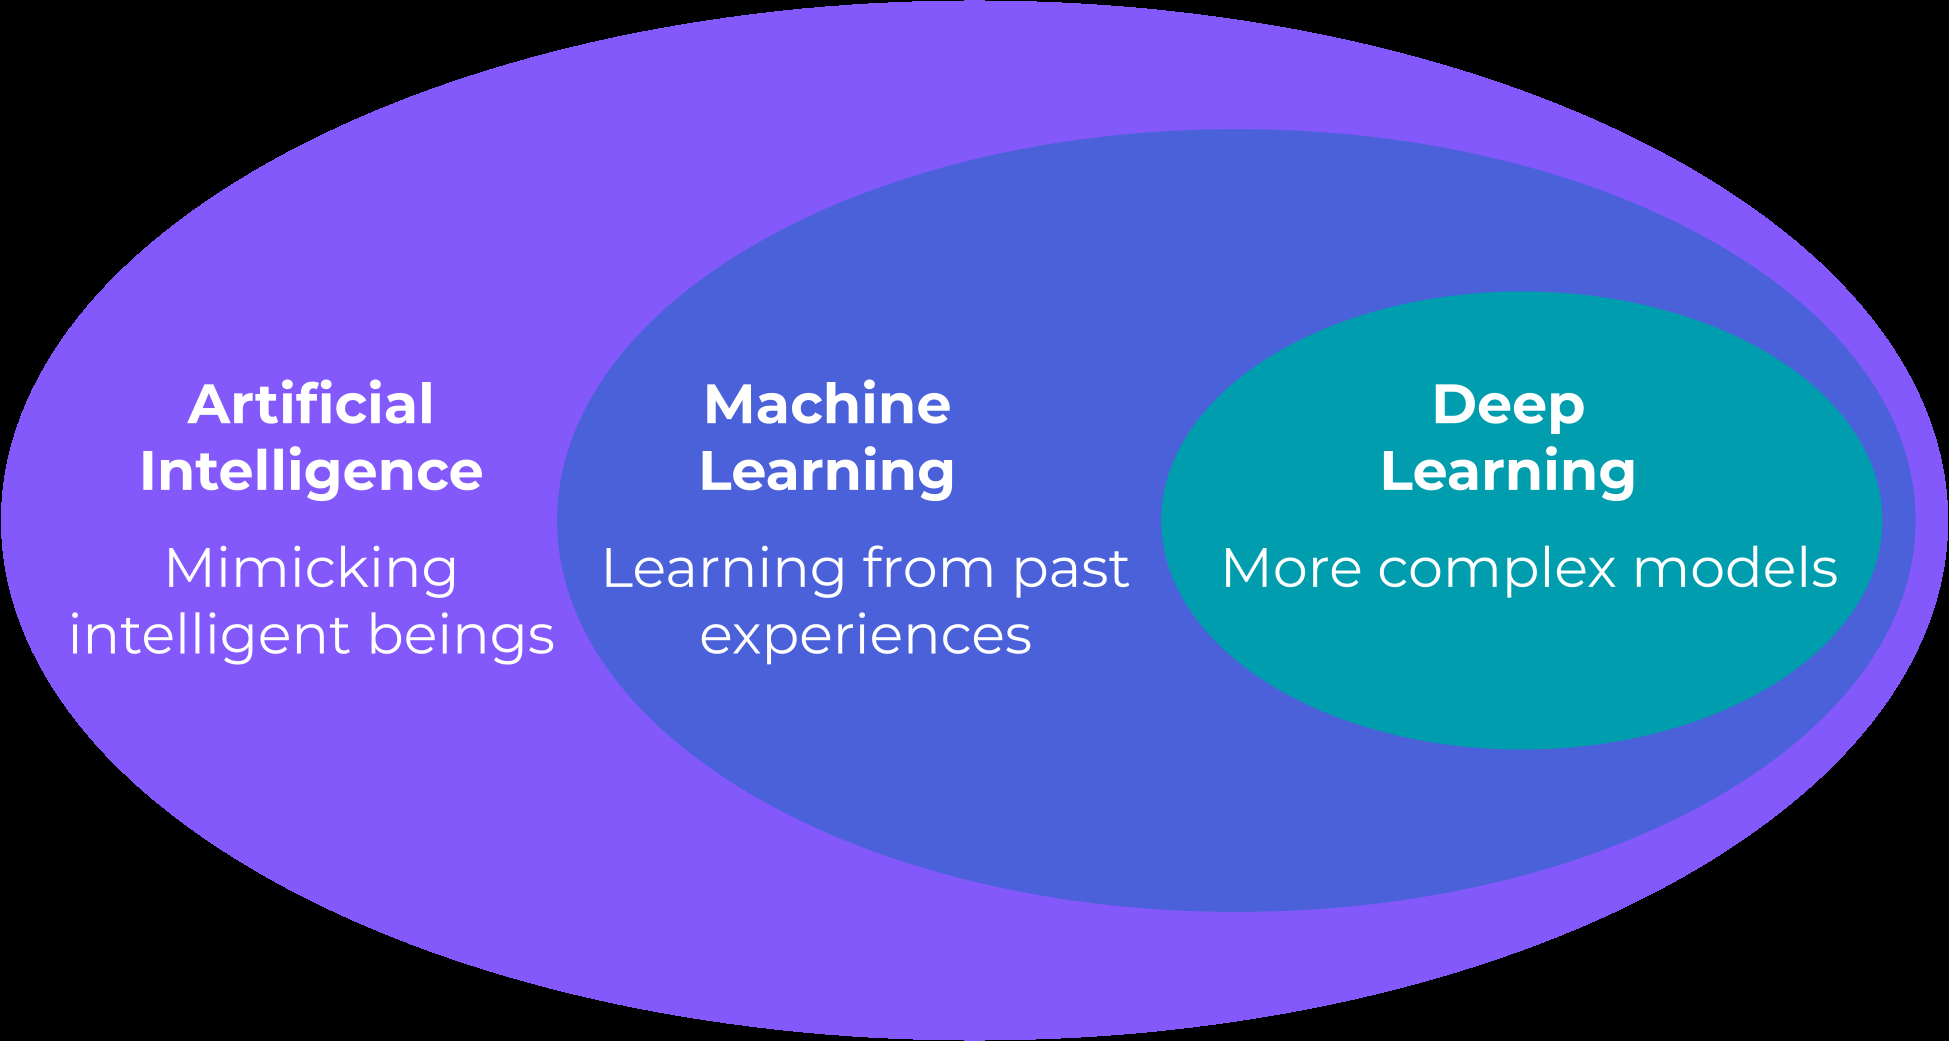 Artificial
Intelligence
Mimicking
intelligent beings
Machine
Learning
Learning from past
experiences
Deep
Learning
More complex models